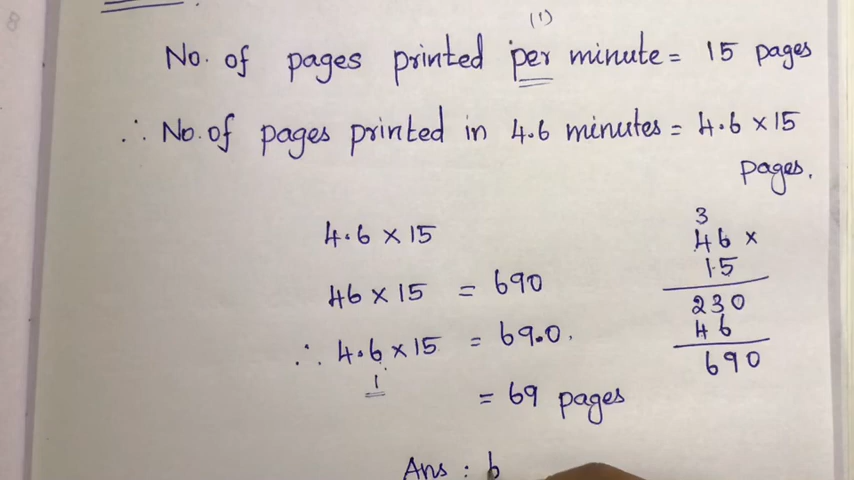 (1)
No. of pages printed per minute = 15 pages
∴ No. of pages printed in 4.6 minutes = 4.6 × 15
pages.
4.6 × 15
46 × 15 = 690
∴ 4.6 × 15 = 69.0.
1
= 69 pages
3
46 ×
15
230
46
690
Ans : 6